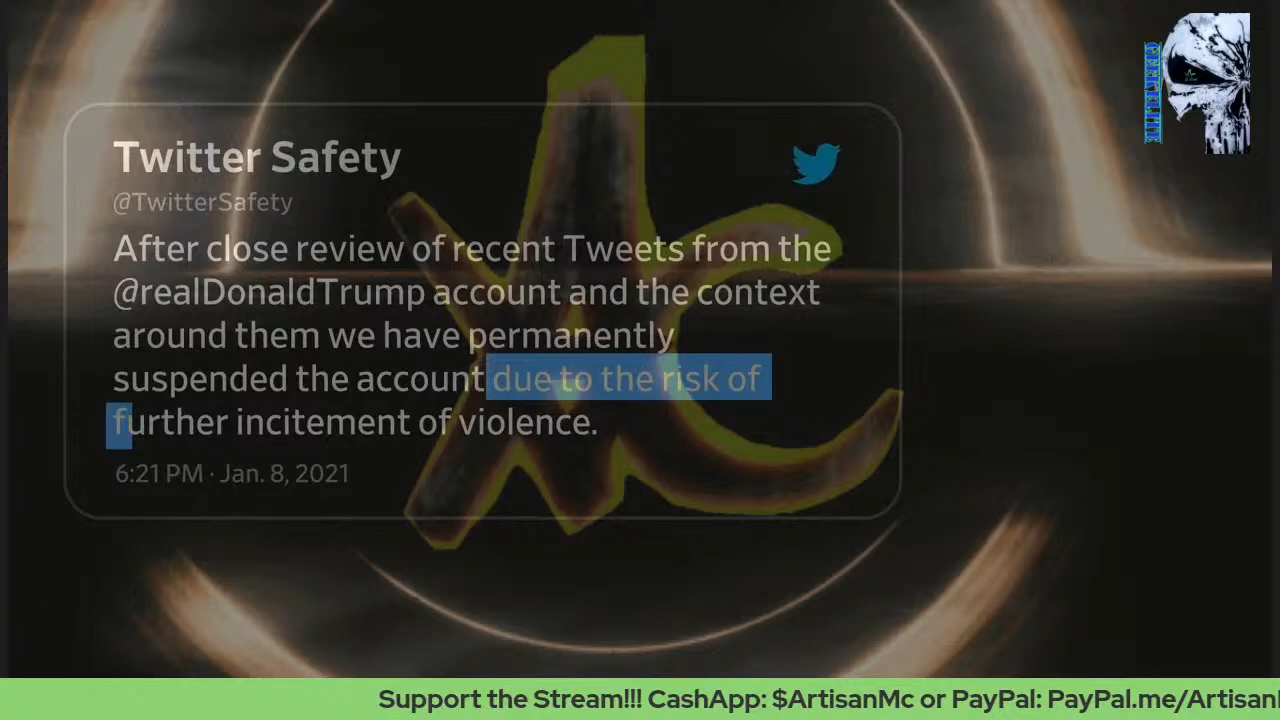 Twitter Safety
@TwitterSafety
After close review of recent Tweets from the
@realDonaldTrump account and the context
around them we have permanently
suspended the account due to the risk of
further incitement of violence.
6:21 PM · Jan. 8, 2021
Mc
GEEKELITE
Support the Stream!!! CashApp: $ArtisanMc or PayPal: PayPal.me/Artisan